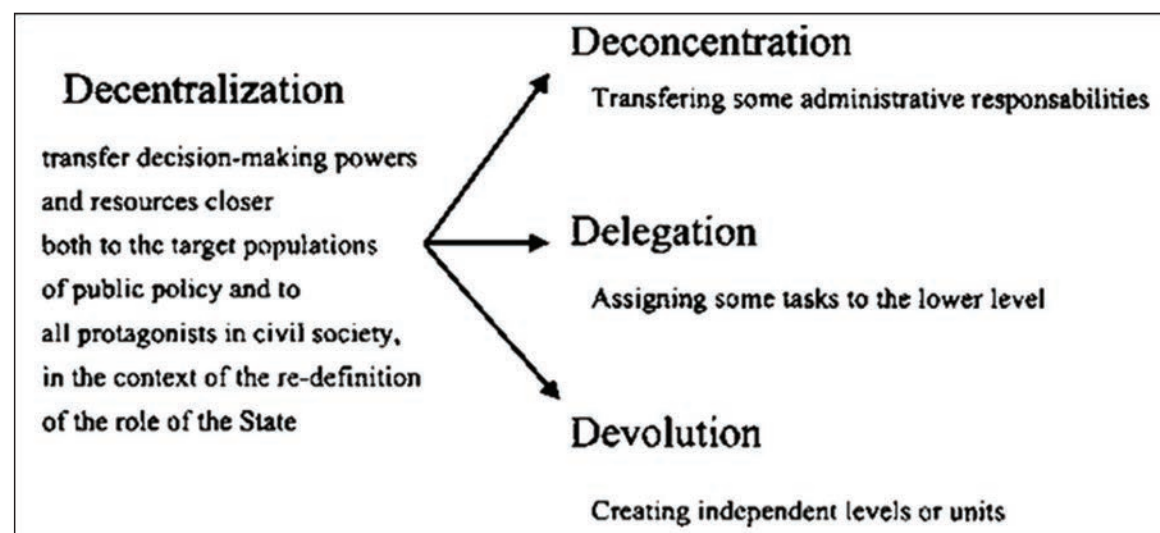 Decentralization
transfer decision-making powers
and resources closer
both to the target populations
of public policy and to
all protagonists in civil society,
in the context of the re-definition
of the role of the State
Deconcentration
Transfering some administrative responsabilities
Delegation
Assigning some tasks to the lower level
Devolution
Creating independent levels or units